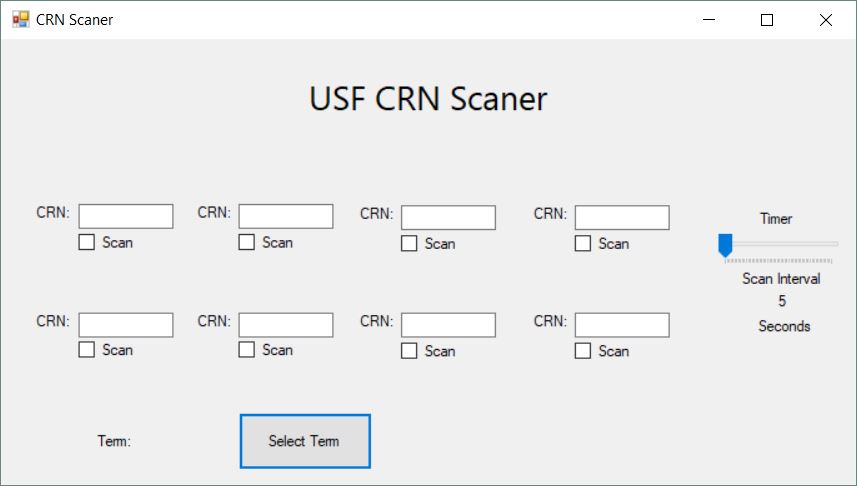 CRN Scaner
USF CRN Scaner
CRN: CRN: CRN: CRN:
Scan Scan Scan Scan
Timer
Scan Interval
5
Seconds
CRN: CRN: CRN: CRN:
Scan Scan Scan Scan
Term: Select Term